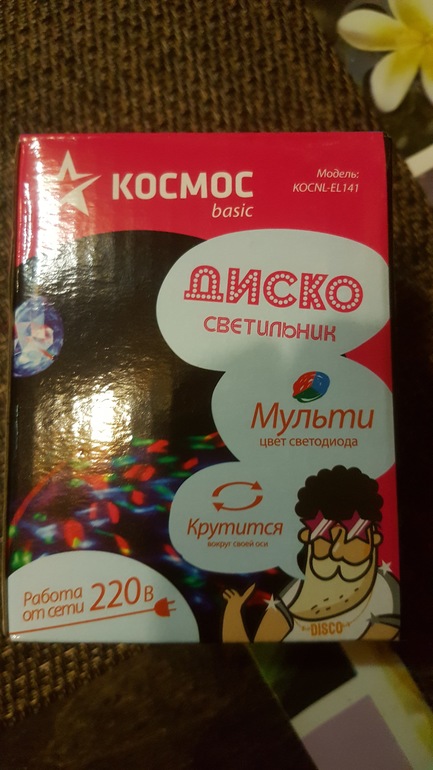 КОСМОС
basic
Модель:
KOCNL-EL141
ДИСКО
СВЕТИЛЬНИК
Мульти
цвет светодиода
Крутится
вокруг своей оси
Работа
от сети 220В
DISCO